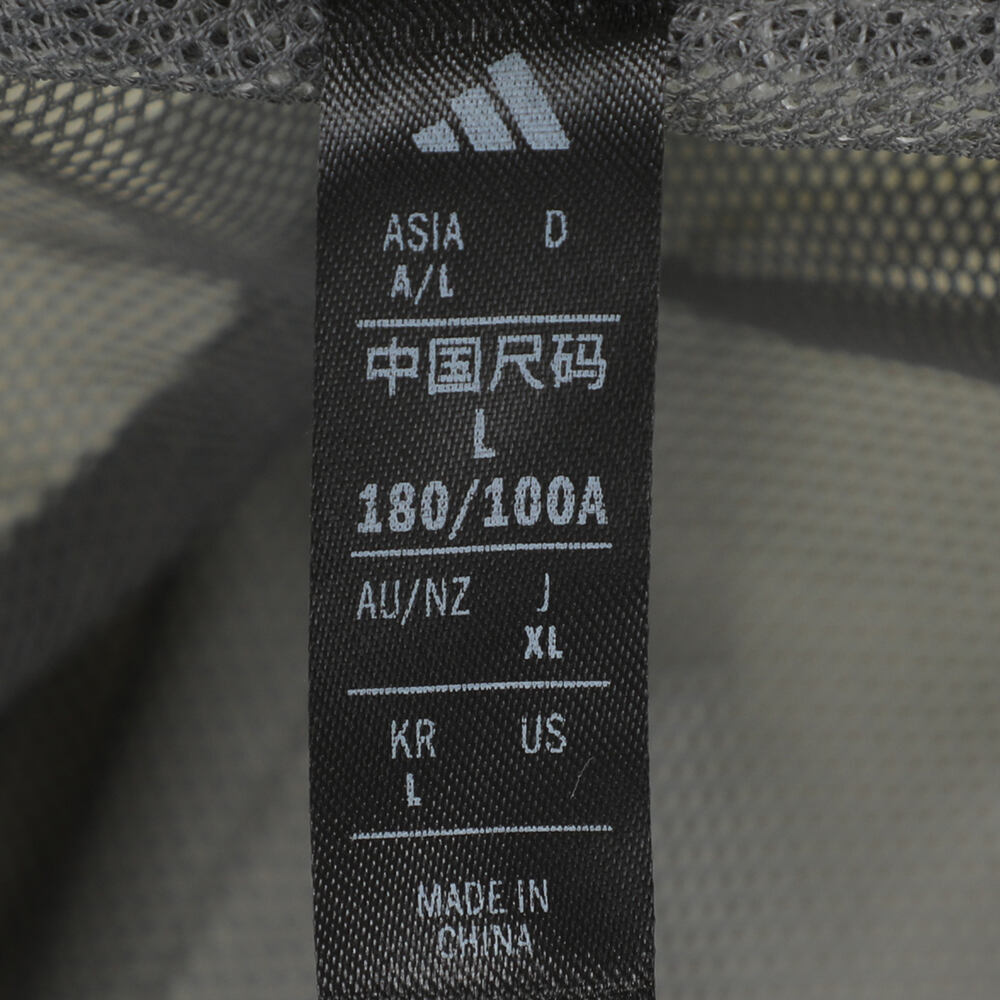 ASIA D
A/L
中国尺码
L
180/100A
AU/NZ J
XL
KR US
L
MADE IN
CHINA